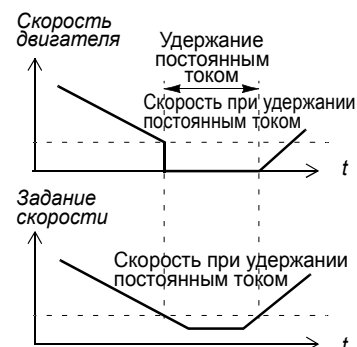 Скорость
двигателя
Удержание
постоянным
током
Скорость при удержании
постоянным током
t
Задание
скорости
Скорость при удержании
постоянным током
t